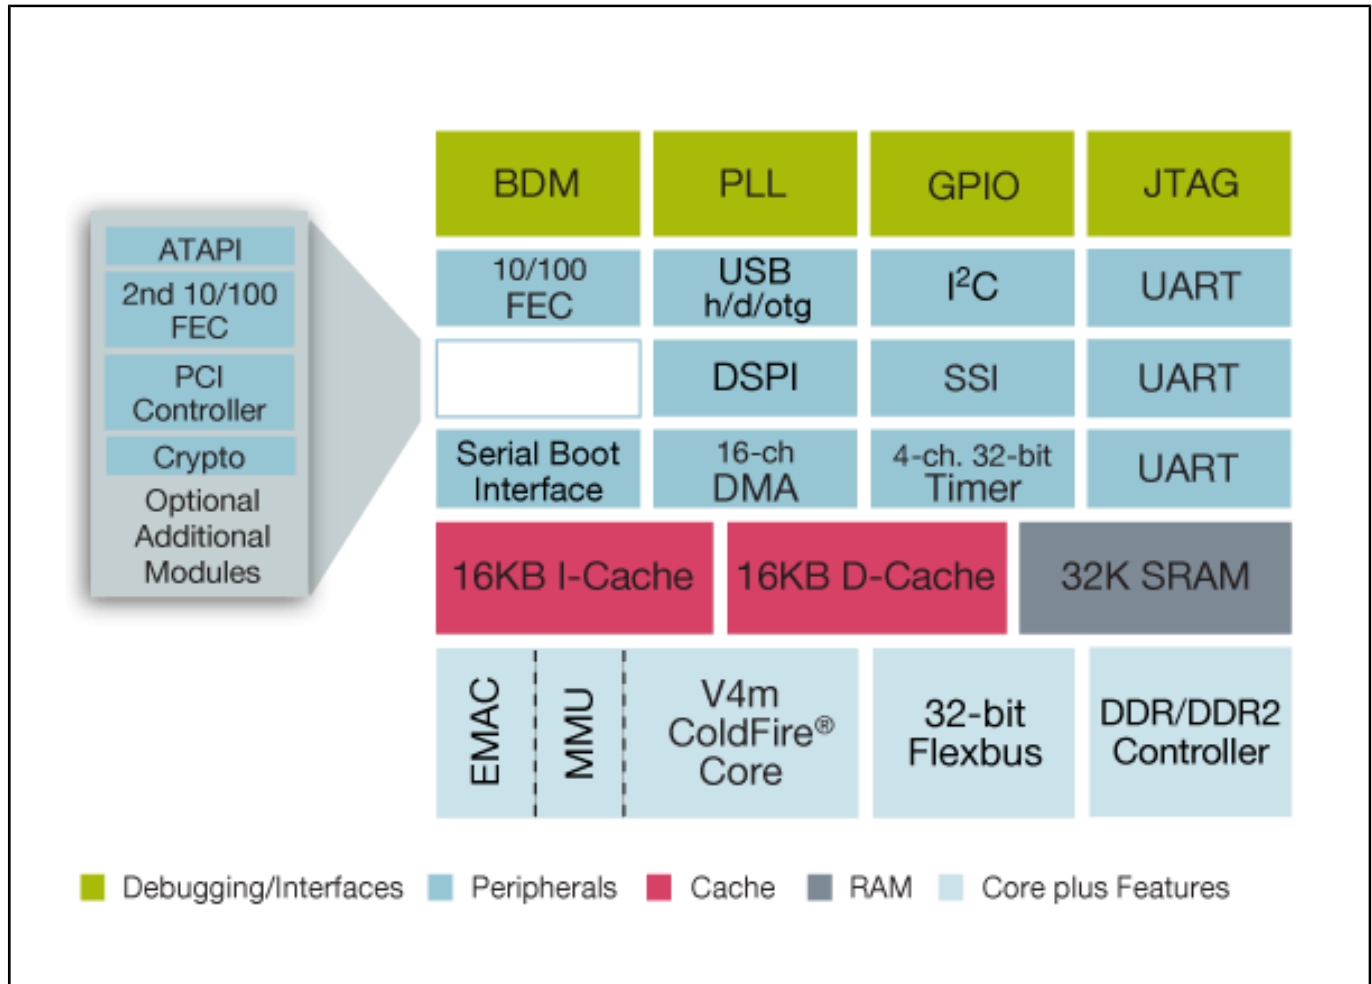 BDM
PLL
GPIO
JTAG
ATAPI
2nd 10/100
FEC
PCI
Controller
Crypto
Optional
Additional
Modules
10/100
FEC
USB
h/d/otg
I²C
UART
DSPI
SSI
UART
Serial Boot
Interface
16-ch
DMA
4-ch. 32-bit
Timer
UART
16KB I-Cache
16KB D-Cache
32K SRAM
EMAC
MMU
V4m
ColdFire®
Core
32-bit
Flexbus
DDR/DDR2
Controller
Debugging/Interfaces
Peripherals
Cache
RAM
Core plus Features